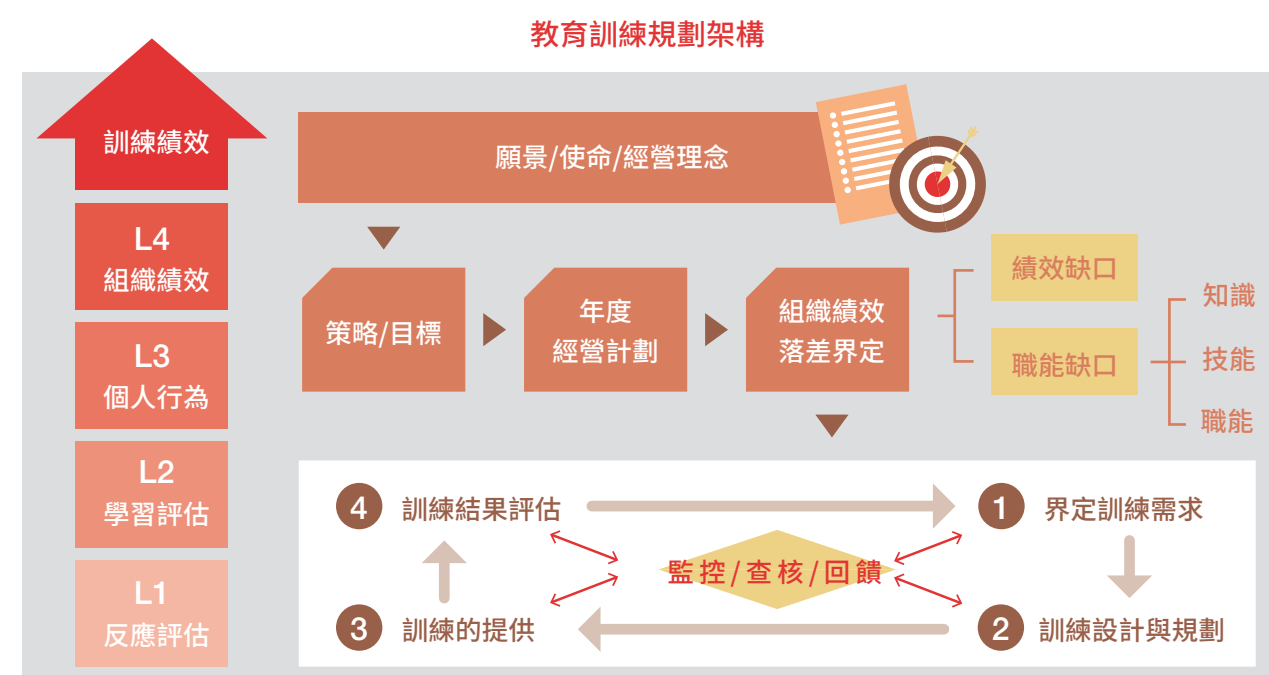 教育訓練規劃架構
訓練績效
L4
組織績效
L3
個人行為
L2
學習評估
L1
反應評估
願景/使命/經營理念
策略/目標
年度
經營計劃
組織績效
落差界定
績效缺口
職能缺口
知識
技能
職能
4 訓練結果評估
1 界定訓練需求
監控/查核/回饋
3 訓練的提供
2 訓練設計與規劃